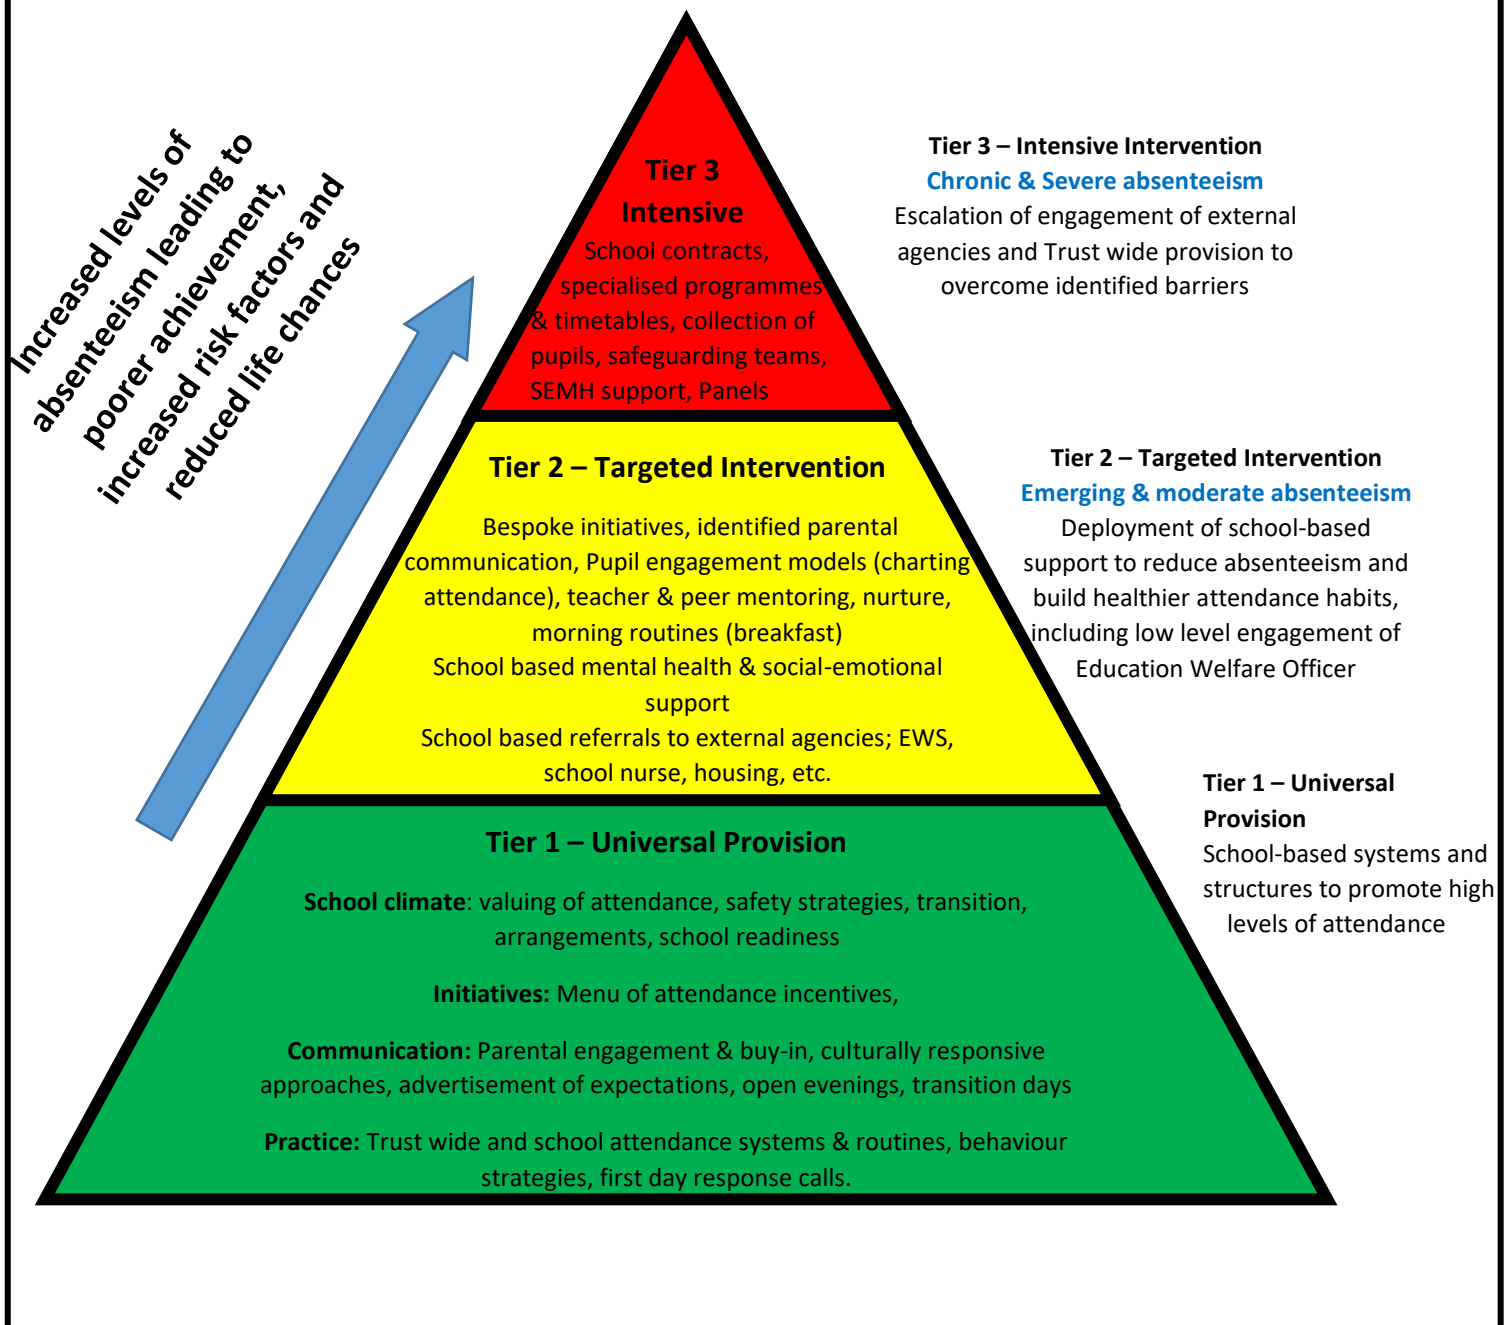 Increased levels of
absenteeism leading to
poorer achievement,
increased risk factors and
reduced life chances
Tier 3
Intensive
School contracts,
specialised programmes
& timetables, collection of
pupils, safeguarding teams,
SEMH support, Panels
Tier 3 – Intensive Intervention
Chronic & Severe absenteeism
Escalation of engagement of external
agencies and Trust wide provision to
overcome identified barriers
Tier 2 – Targeted Intervention
Bespoke initiatives, identified parental
communication, Pupil engagement models (charting
attendance), teacher & peer mentoring, nurture,
morning routines (breakfast)
School based mental health & social-emotional
support
School based referrals to external agencies; EWS,
school nurse, housing, etc.
Tier 2 – Targeted Intervention
Emerging & moderate absenteeism
Deployment of school-based
support to reduce absenteeism and
build healthier attendance habits,
including low level engagement of
Education Welfare Officer
Tier 1 – Universal Provision
School climate: valuing of attendance, safety strategies, transition,
arrangements, school readiness
Initiatives: Menu of attendance incentives,
Communication: Parental engagement & buy-in, culturally responsive
approaches, advertisement of expectations, open evenings, transition days
Practice: Trust wide and school attendance systems & routines, behaviour
strategies, first day response calls.
Tier 1 – Universal
Provision
School-based systems and
structures to promote high
levels of attendance